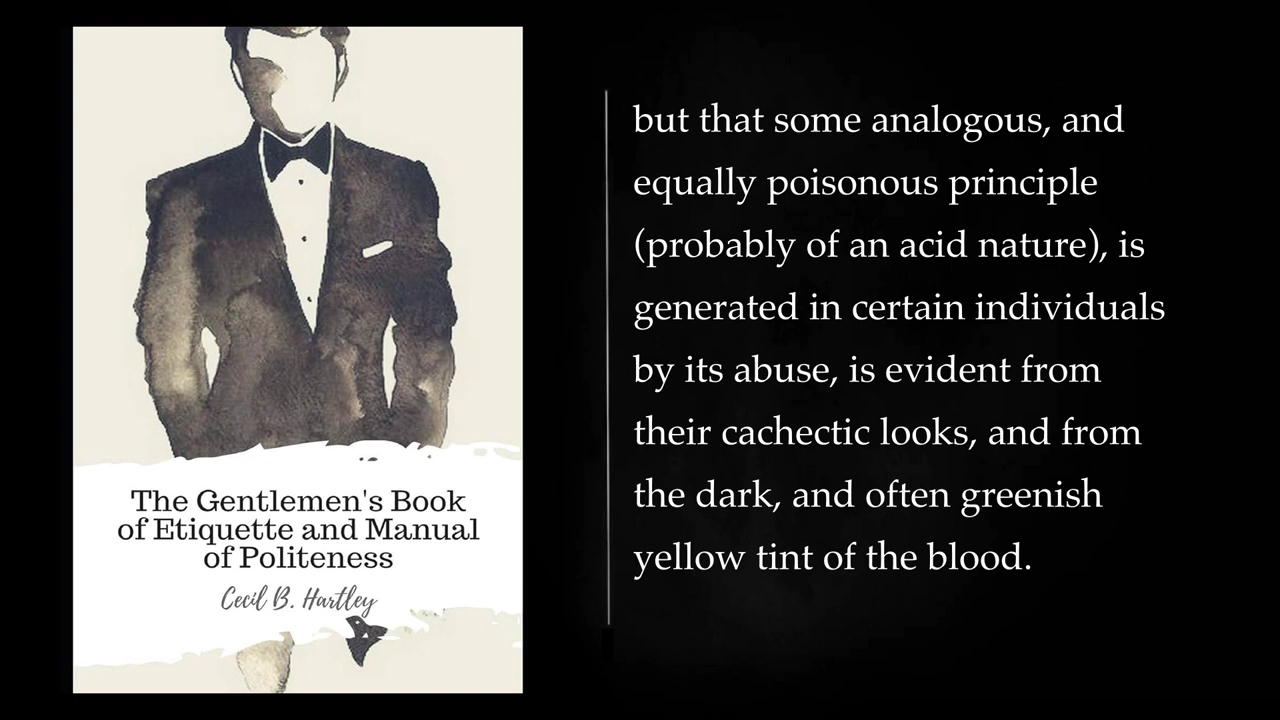 The Gentlemen's Book
of Etiquette and Manual
of Politeness
Cecil B. Hartley
but that some analogous, and
equally poisonous principle
(probably of an acid nature), is
generated in certain individuals
by its abuse, is evident from
their cachectic looks, and from
the dark, and often greenish
yellow tint of the blood.